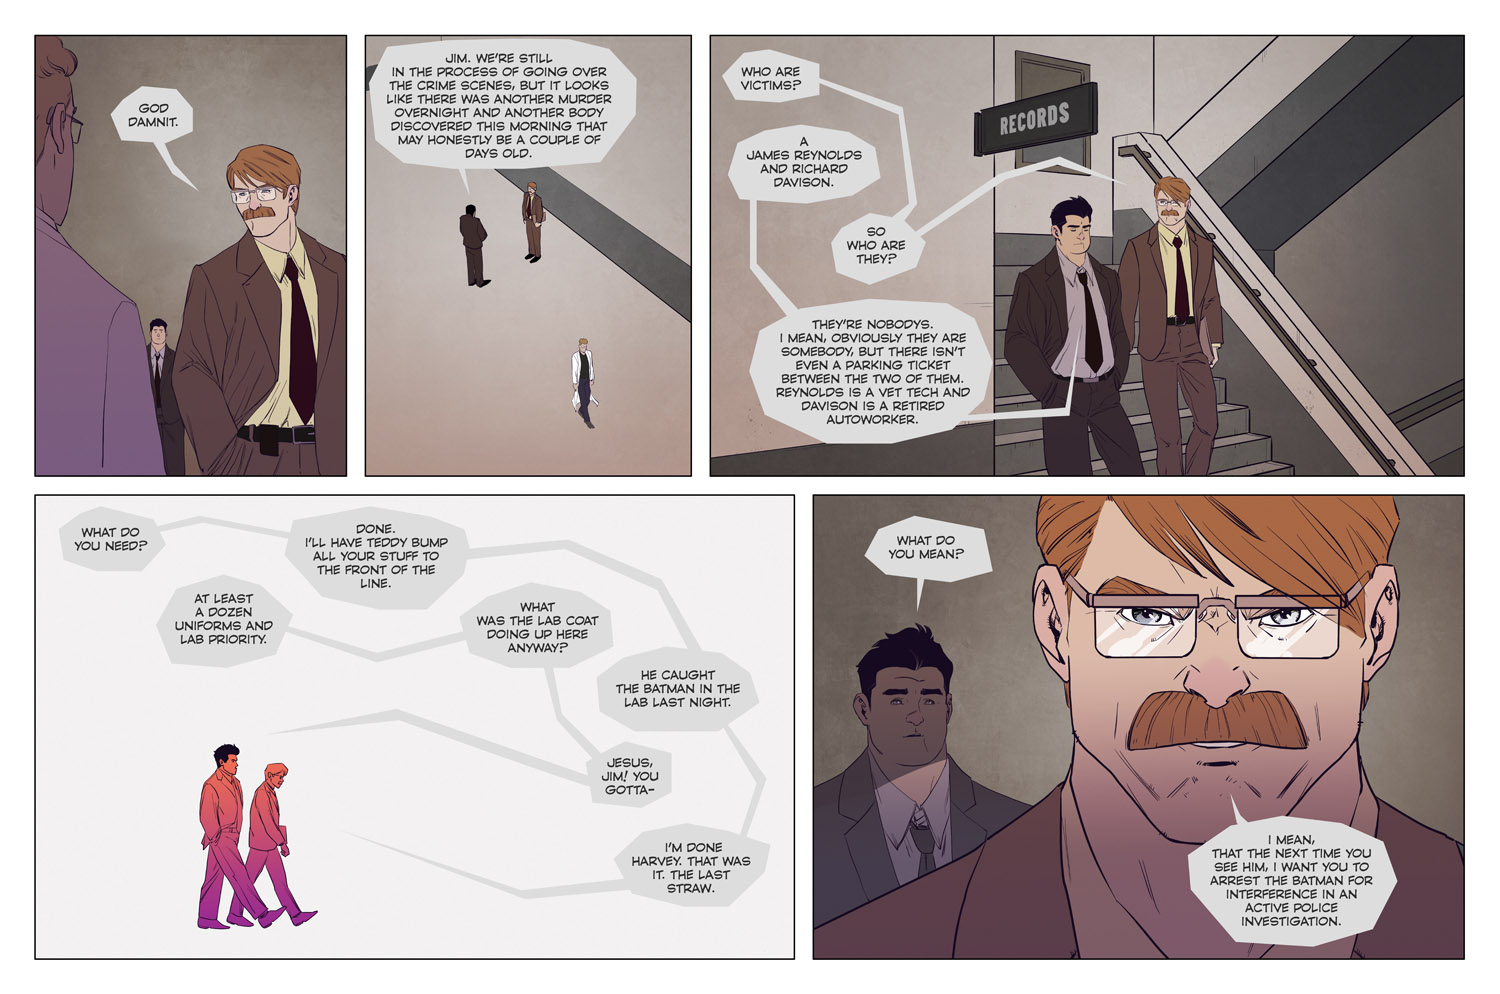 GOD
DAMNIT.
JIM. WE'RE STILL
IN THE PROCESS OF GOING OVER
THE CRIME SCENES, BUT IT LOOKS
LIKE THERE WAS ANOTHER MURDER
OVERNIGHT AND ANOTHER BODY
DISCOVERED THIS MORNING THAT
MAY HONESTLY BE A COUPLE OF
DAYS OLD.
WHO ARE
VICTIMS?
A
JAMES REYNOLDS
AND RICHARD
DAVISON.
SO
WHO ARE
THEY?
THEY'RE NOBODYS.
I MEAN, OBVIOUSLY THEY ARE
SOMEBODY, BUT THERE ISN'T
EVEN A PARKING TICKET
BETWEEN THE TWO OF THEM.
REYNOLDS IS A VET TECH AND
DAVISON IS A RETIRED
AUTOWORKER.
RECORDS
WHAT DO
YOU NEED?
AT LEAST
A DOZEN
UNIFORMS AND
LAB PRIORITY.
DONE.
I'LL HAVE TEDDY BUMP
ALL YOUR STUFF TO
THE FRONT OF THE
LINE.
WHAT
WAS THE LAB COAT
DOING UP HERE
ANYWAY?
HE CAUGHT
THE BATMAN IN THE
LAB LAST NIGHT.
JESUS,
JIM! YOU
GOTTA-
I'M DONE
HARVEY. THAT WAS
IT. THE LAST
STRAW.
WHAT DO
YOU MEAN?
I MEAN,
THAT THE NEXT TIME YOU
SEE HIM, I WANT YOU TO
ARREST THE BATMAN FOR
INTERFERENCE IN AN
ACTIVE POLICE
INVESTIGATION.